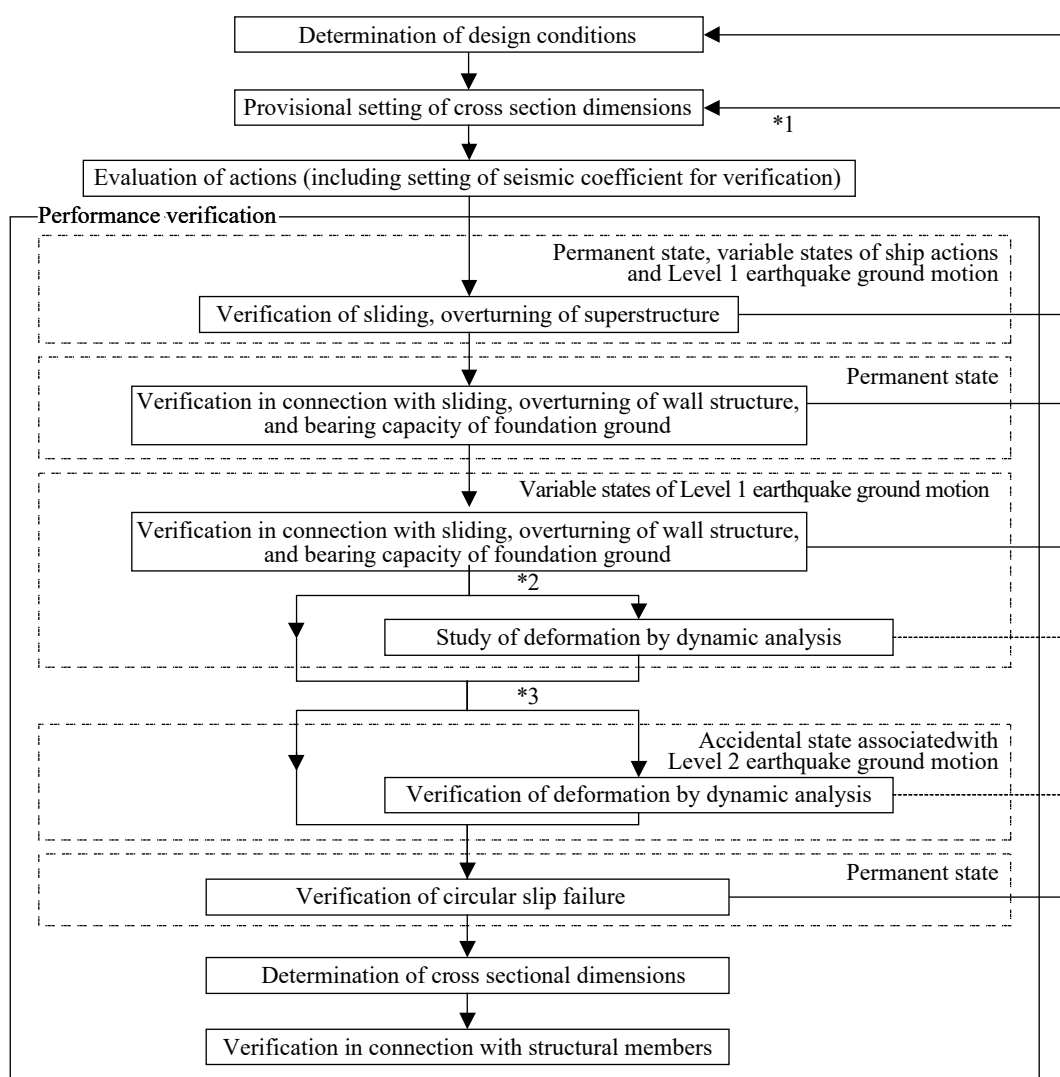 Determination of design conditions
Provisional setting of cross section dimensions
*1
Evaluation of actions (including setting of seismic coefficient for verification)
Performance verification
Permanent state, variable states of ship actions
and Level 1 earthquake ground motion
Verification of sliding, overturning of superstructure
Permanent state
Verification in connection with sliding, overturning of wall structure,
and bearing capacity of foundation ground
Variable states of Level 1 earthquake ground motion
Verification in connection with sliding, overturning of wall structure,
and bearing capacity of foundation ground
*2
Study of deformation by dynamic analysis
*3
Accidental state associatedwith
Level 2 earthquake ground motion
Verification of deformation by dynamic analysis
Permanent state
Verification of circular slip failure
Determination of cross sectional dimensions
Verification in connection with structural members